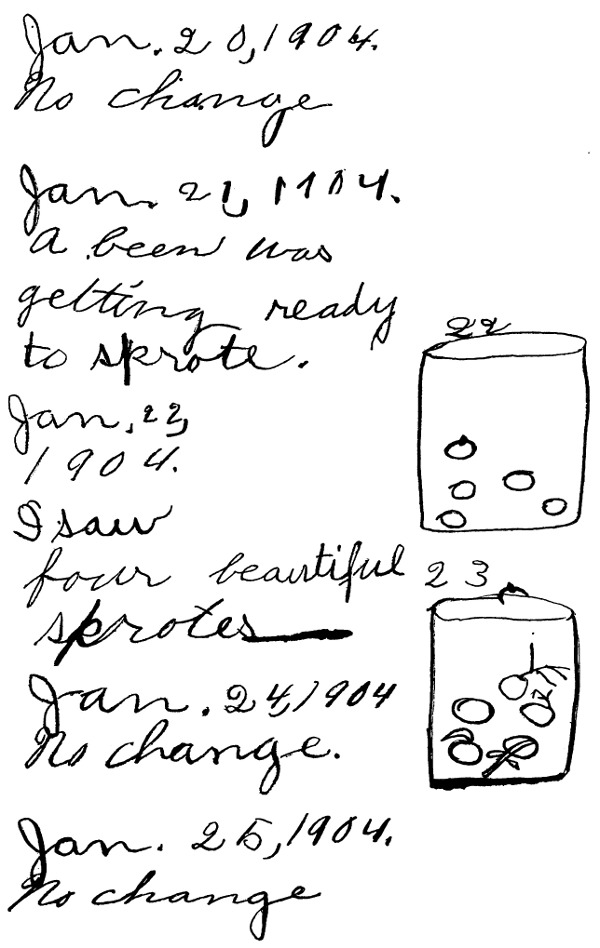 Jan. 20, 1904.
No change
Jan. 21, 1904.
A been was
getting ready
to sprote.
22
Jan. 22,
1904.
I saw
four beautiful
sprotes
23
Jan. 24, 1904
No change.
Jan. 25, 1904.
No change